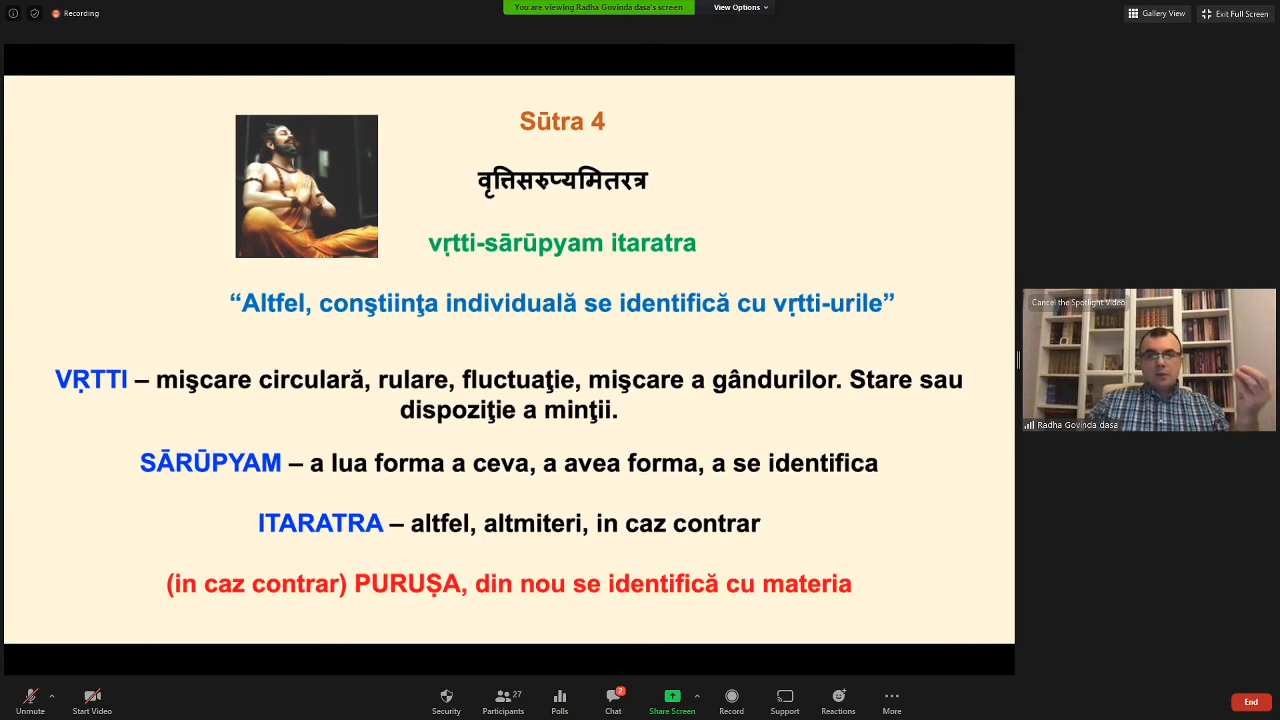 Recording
You are viewing Radha Govinda dasa's screen
View Options
Gallery View
Exit Full Screen
Sūtra 4
वृत्तिसरुप्यमितरत्र
vṛtti-sārūpyam itaratra
“Altfel, conştiinţa individuală se identifică cu vṛtti-urile”
VṚTTI – mişcare circulară, rulare, fluctuaţie, mişcare a gândurilor. Stare sau
dispoziţie a minţii.
SĀRŪPYAM – a lua forma a ceva, a avea forma, a se identifica
ITARATRA – altfel, altmiteri, in caz contrar
(in caz contrar) PURUṢA, din nou se identifică cu materia
Cancel the Spotlight Video
Radha Govinda dasa
Unmute
Start Video
Security
Participants
27
Polls
Chat
2
Share Screen
Record
Support
Reactions
More
End